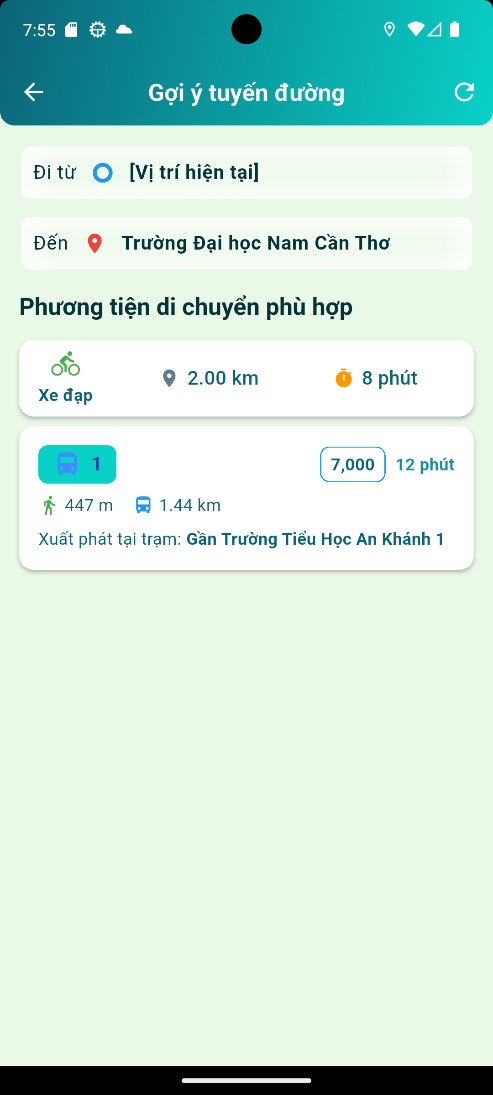 7:55
Gợi ý tuyến đường
Đi từ [Vị trí hiện tại]
Đến Trường Đại học Nam Cần Thơ
Phương tiện di chuyển phù hợp
Xe đạp 2.00 km 8 phút
1 7,000 12 phút
447 m 1.44 km
Xuất phát tại trạm: Gần Trường Tiểu Học An Khánh 1